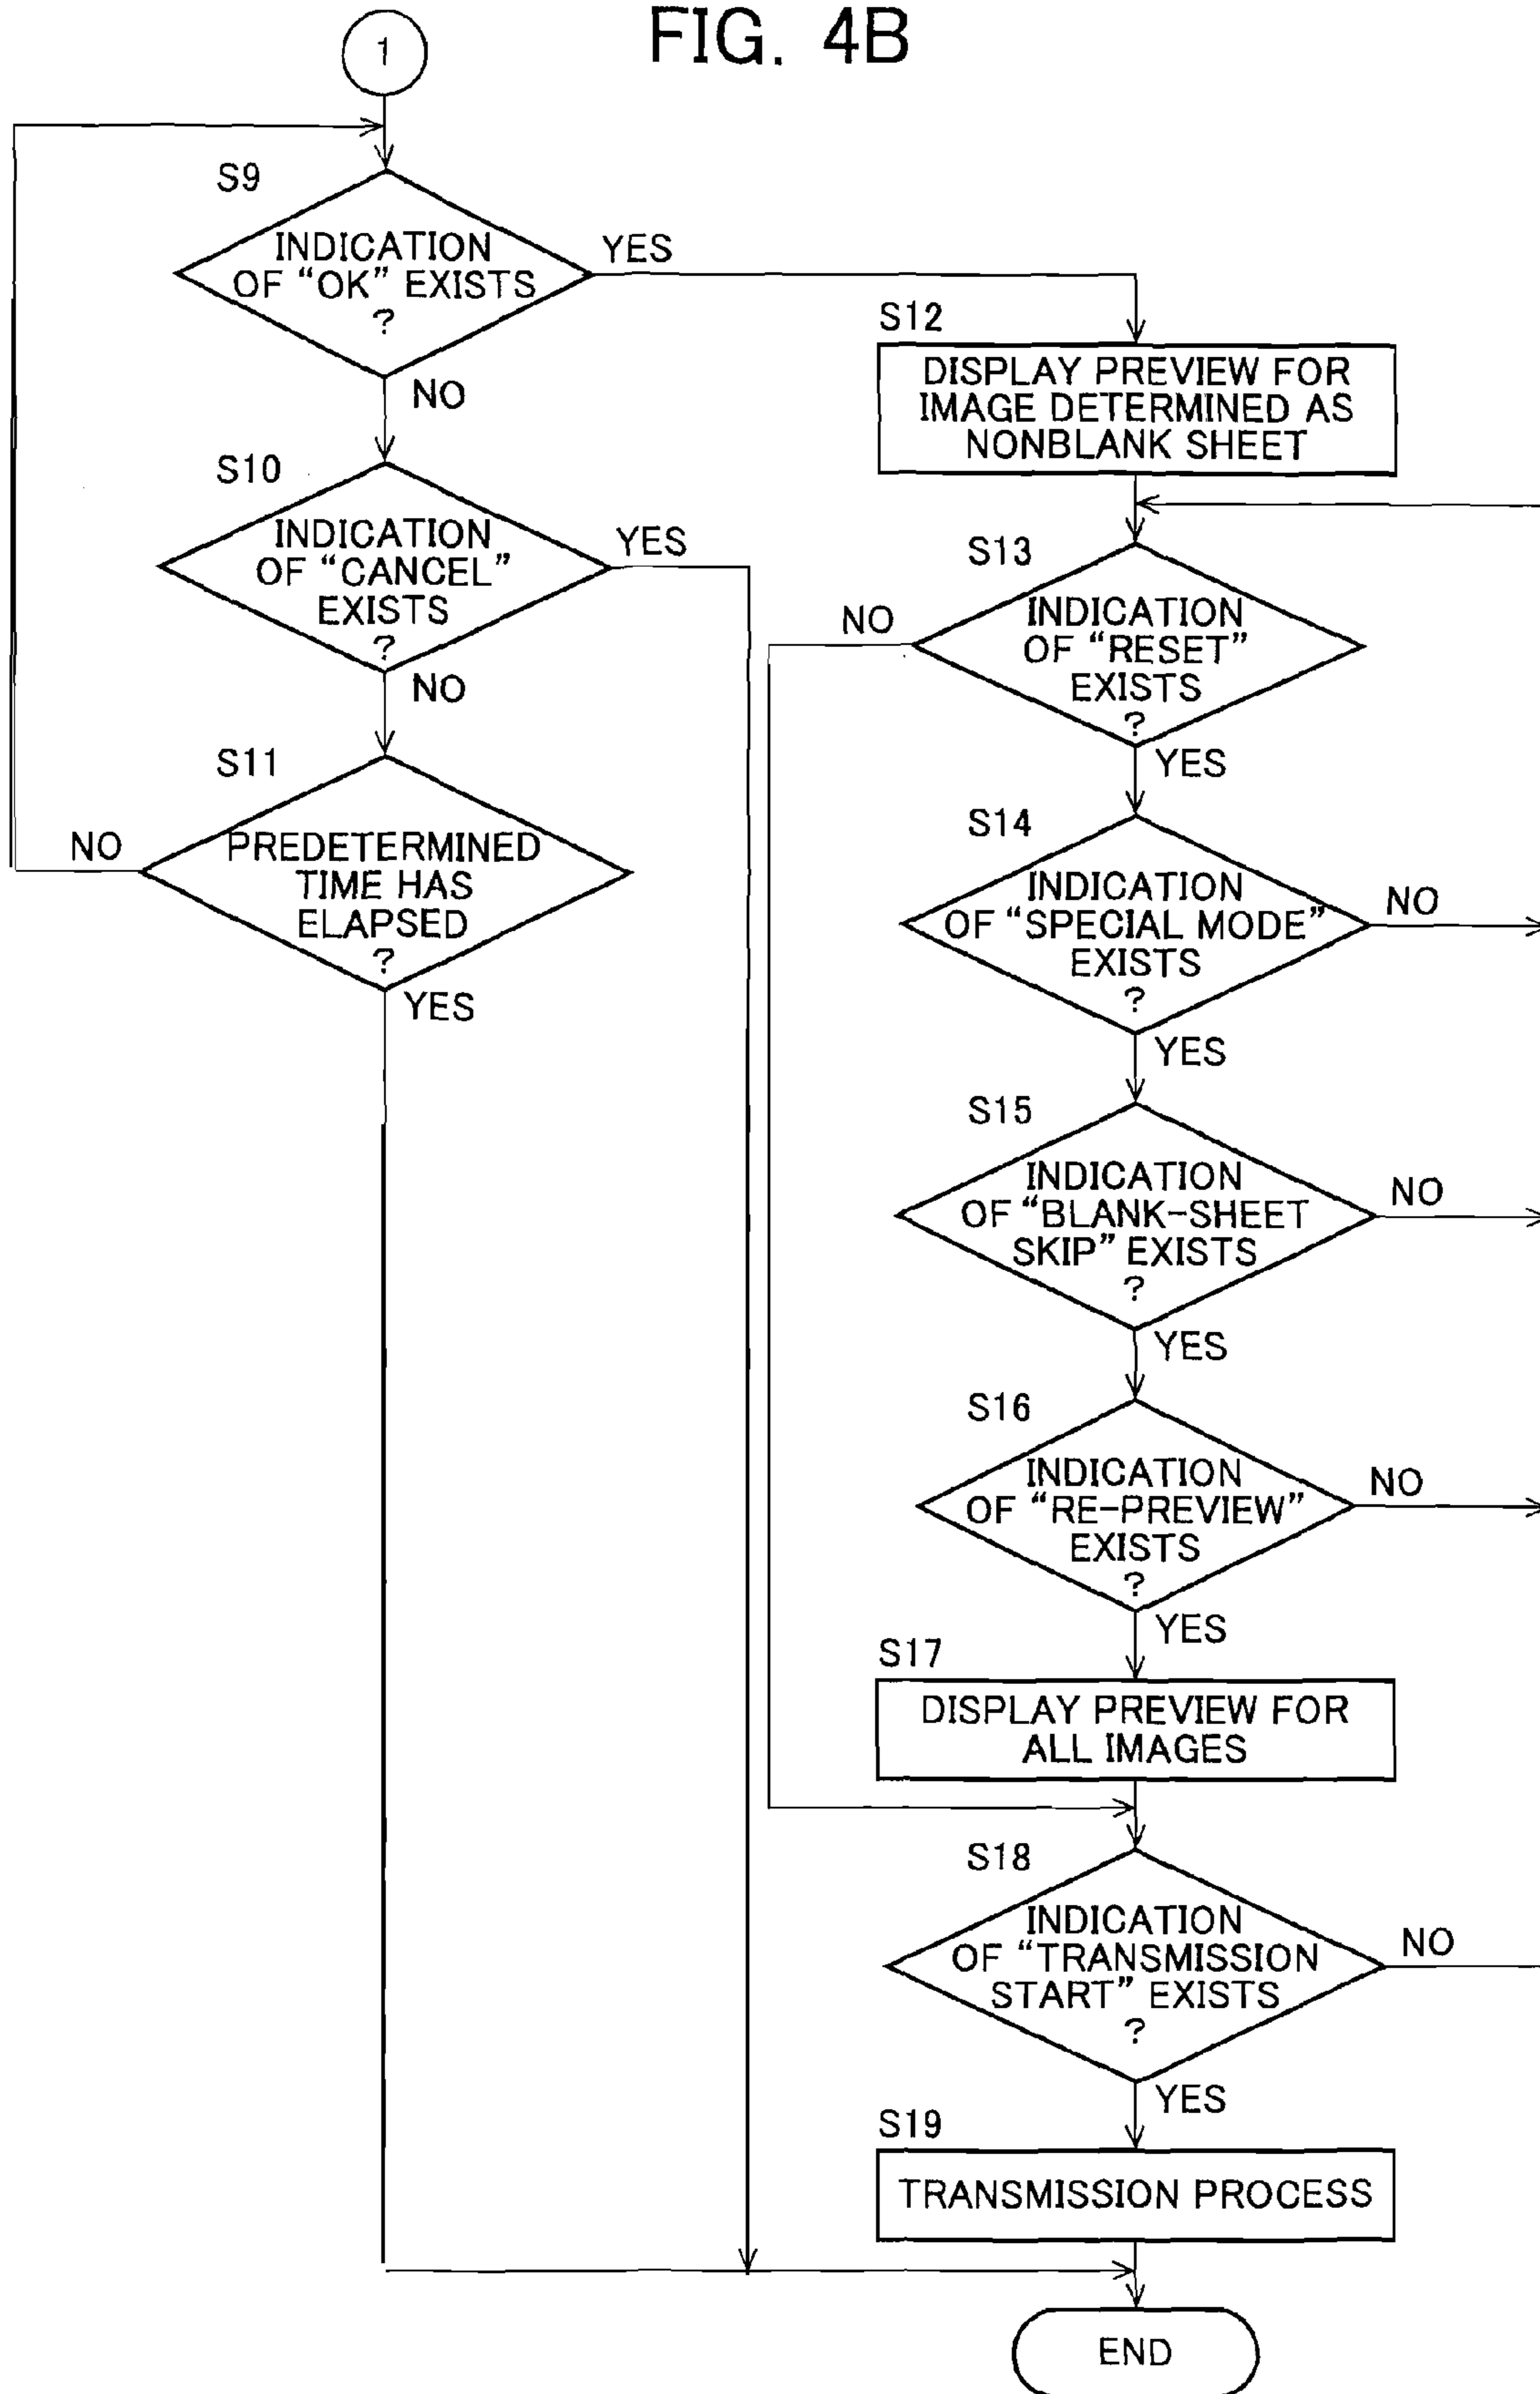 FIG. 4B
1
S9
INDICATION
OF “OK” EXISTS
?
YES
NO
S10
INDICATION
OF “CANCEL”
EXISTS
?
YES
NO
S11
PREDETERMINED
TIME HAS
ELAPSED
?
NO
YES
S12
DISPLAY PREVIEW FOR
IMAGE DETERMINED AS
NONBLANK SHEET
S13
INDICATION
OF “RESET”
EXISTS
?
NO
YES
S14
INDICATION
OF “SPECIAL MODE”
EXISTS
?
NO
YES
S15
INDICATION
OF “BLANK-SHEET
SKIP” EXISTS
?
NO
YES
S16
INDICATION
OF “RE-PREVIEW”
EXISTS
?
NO
YES
S17
DISPLAY PREVIEW FOR
ALL IMAGES
S18
INDICATION
OF “TRANSMISSION
START” EXISTS
?
NO
YES
S19
TRANSMISSION PROCESS
END